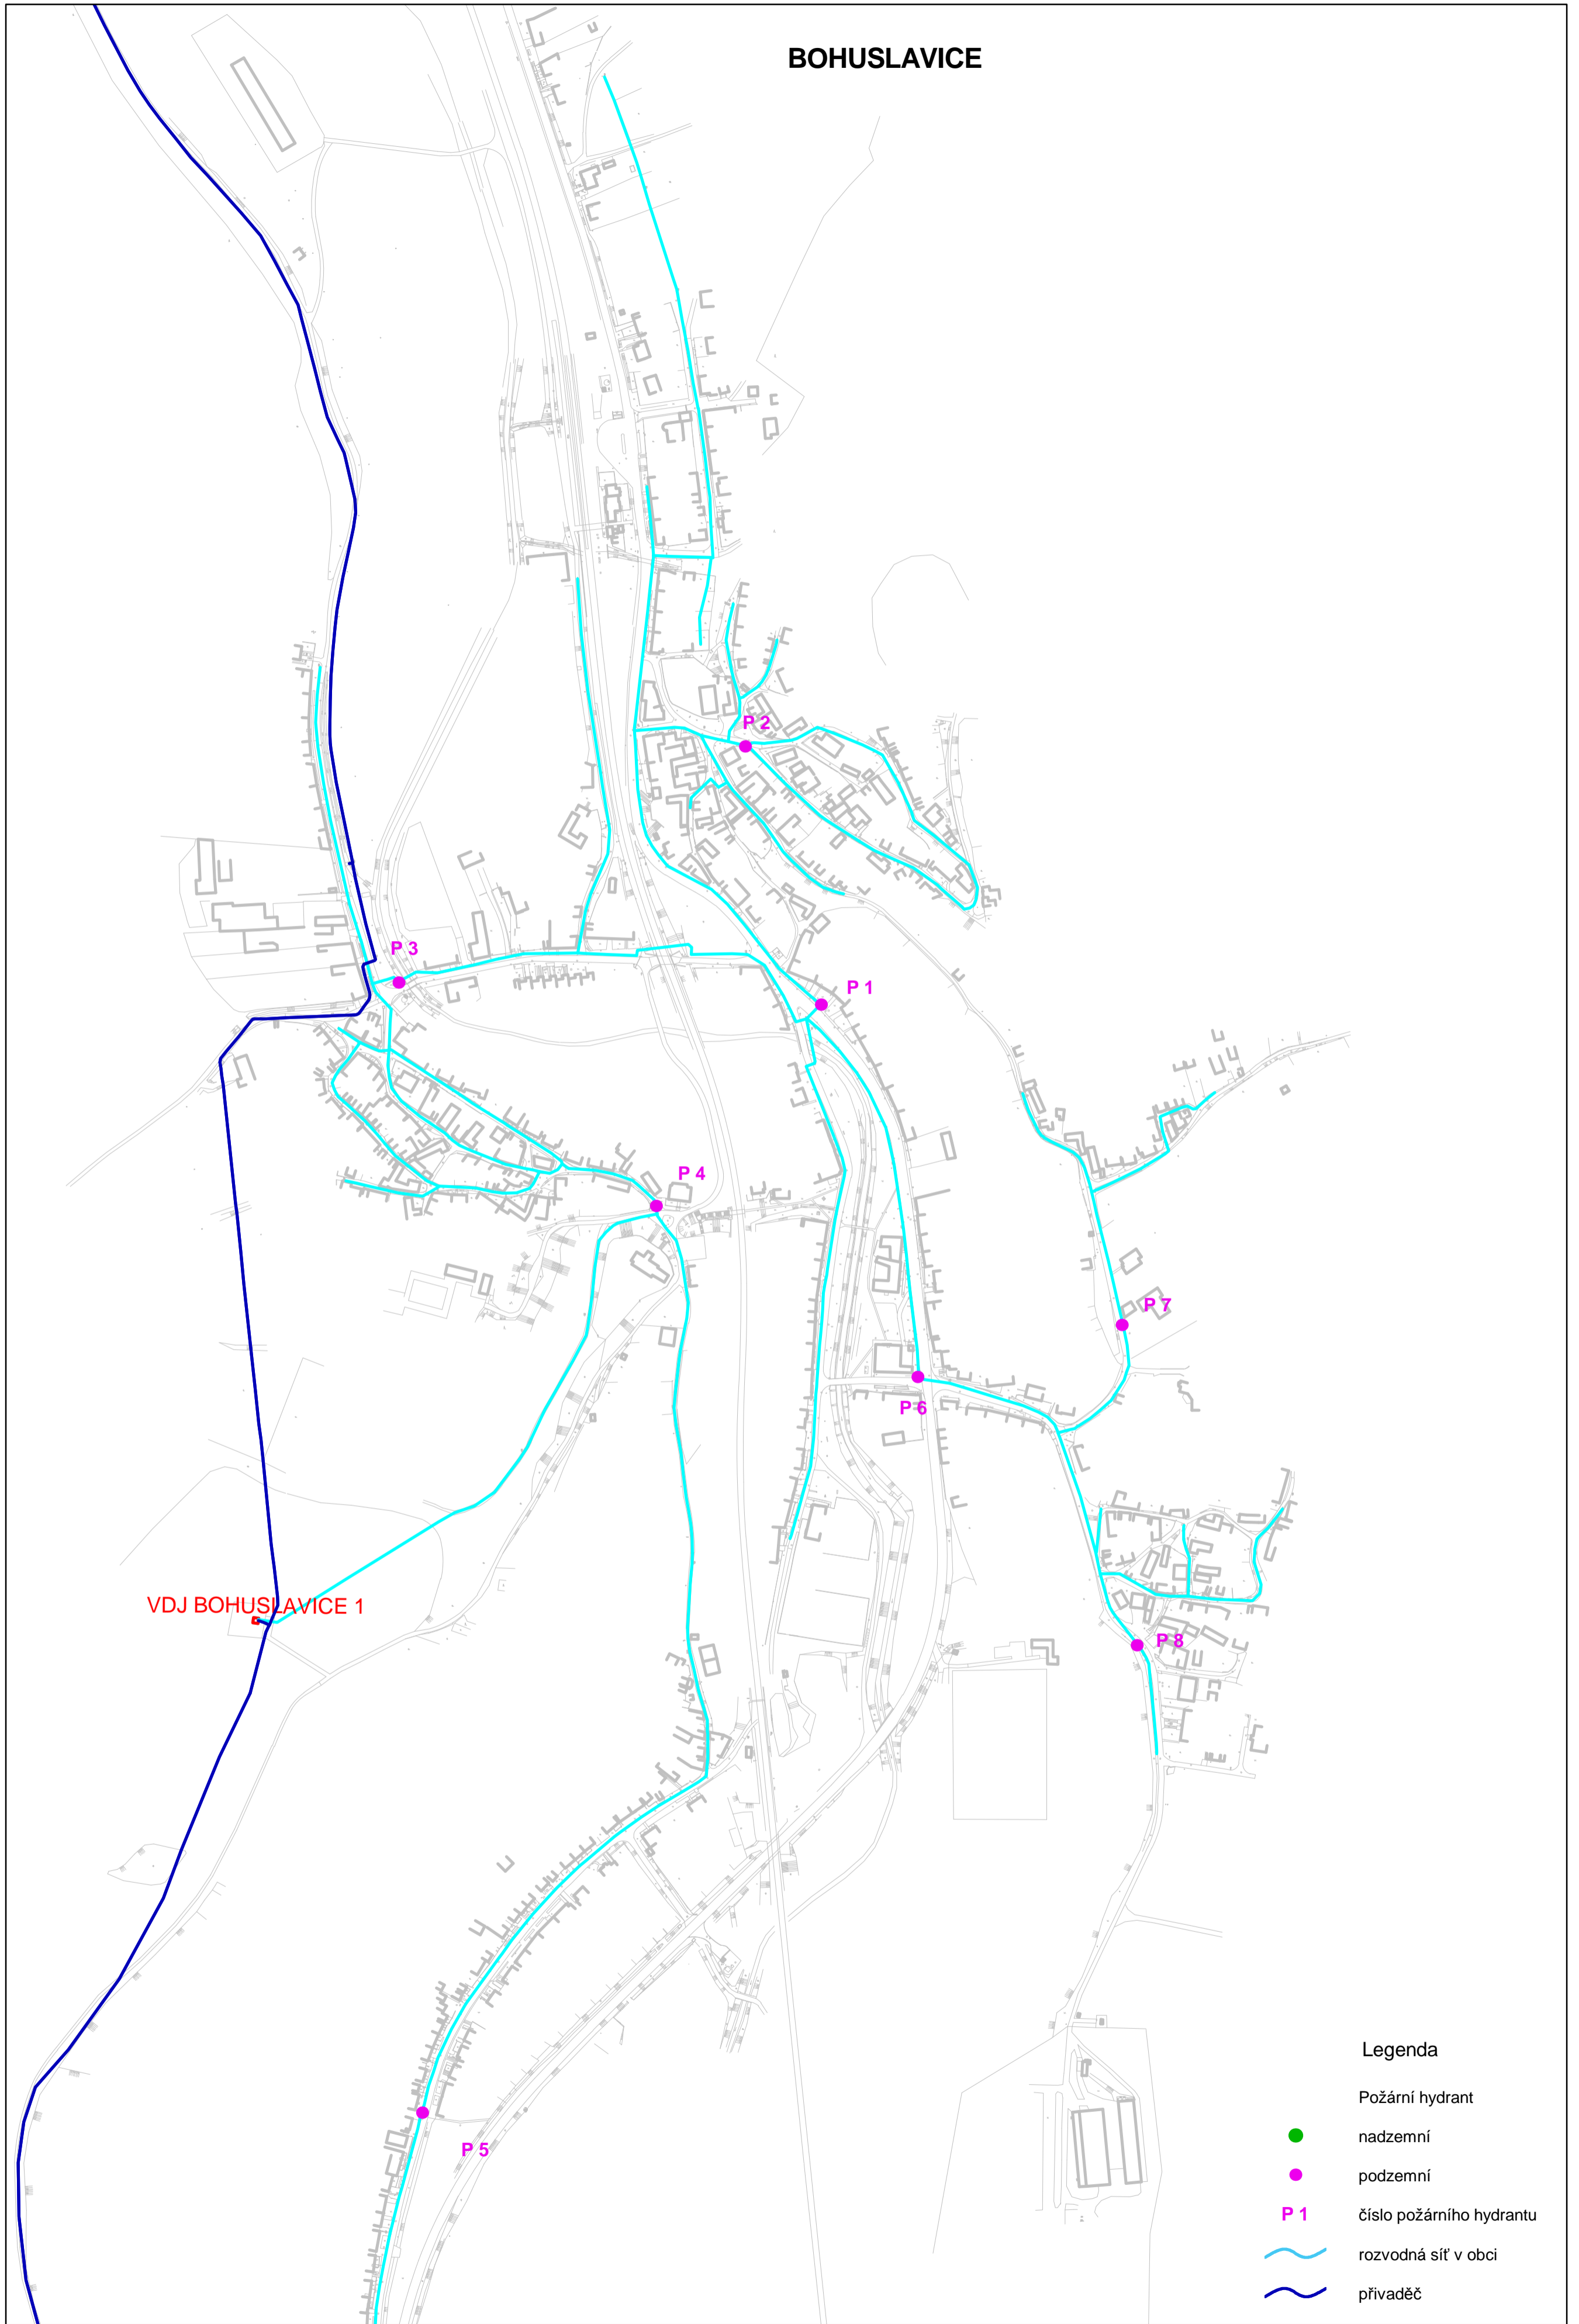 BOHUSLAVICE
P 2
P 3
P 1
P 4
P 7
P 6
VDJ BOHUSLAVICE 1
P 8
P 5
Legenda
Požární hydrant
nadzemní
podzemní
P 1 číslo požárního hydrantu
rozvodná síť v obci
přivaděč